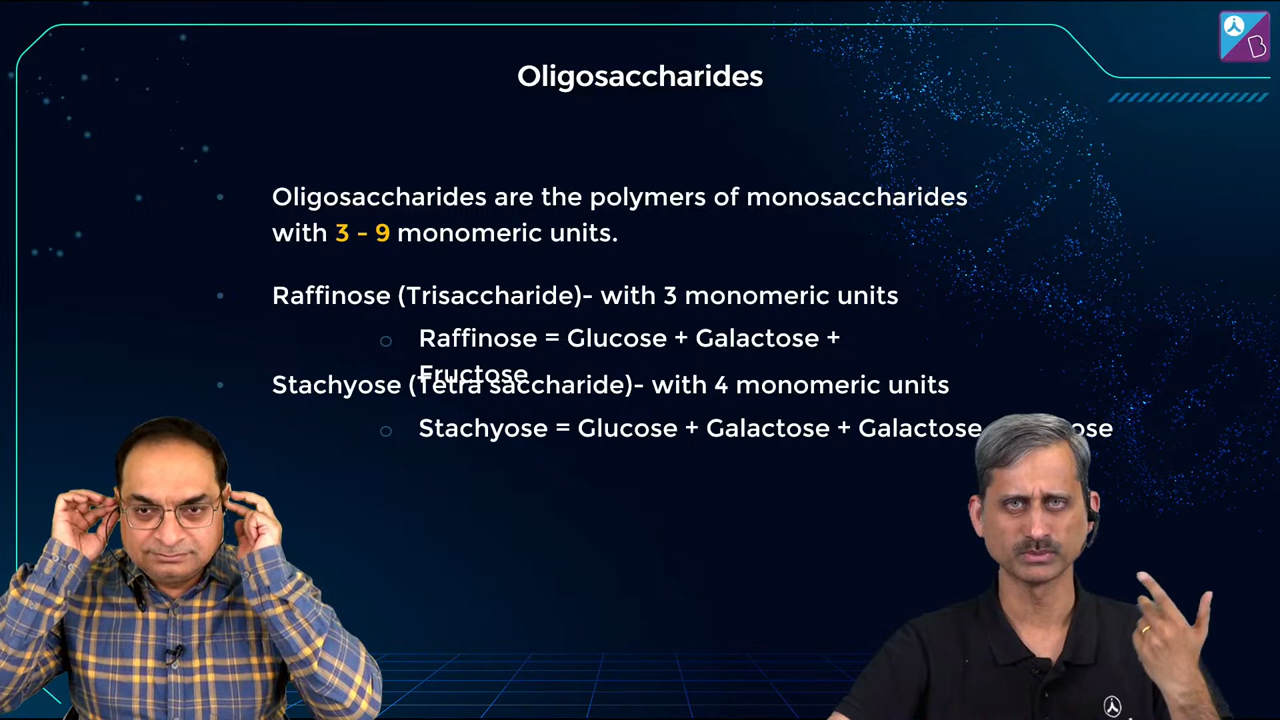 Oligosaccharides
Oligosaccharides are the polymers of monosaccharides
with 3 - 9 monomeric units.
Raffinose (Trisaccharide)- with 3 monomeric units
Raffinose = Glucose + Galactose +
Fructose
Stachyose (Tetra saccharide)- with 4 monomeric units
Stachyose = Glucose + Galactose + Galactose